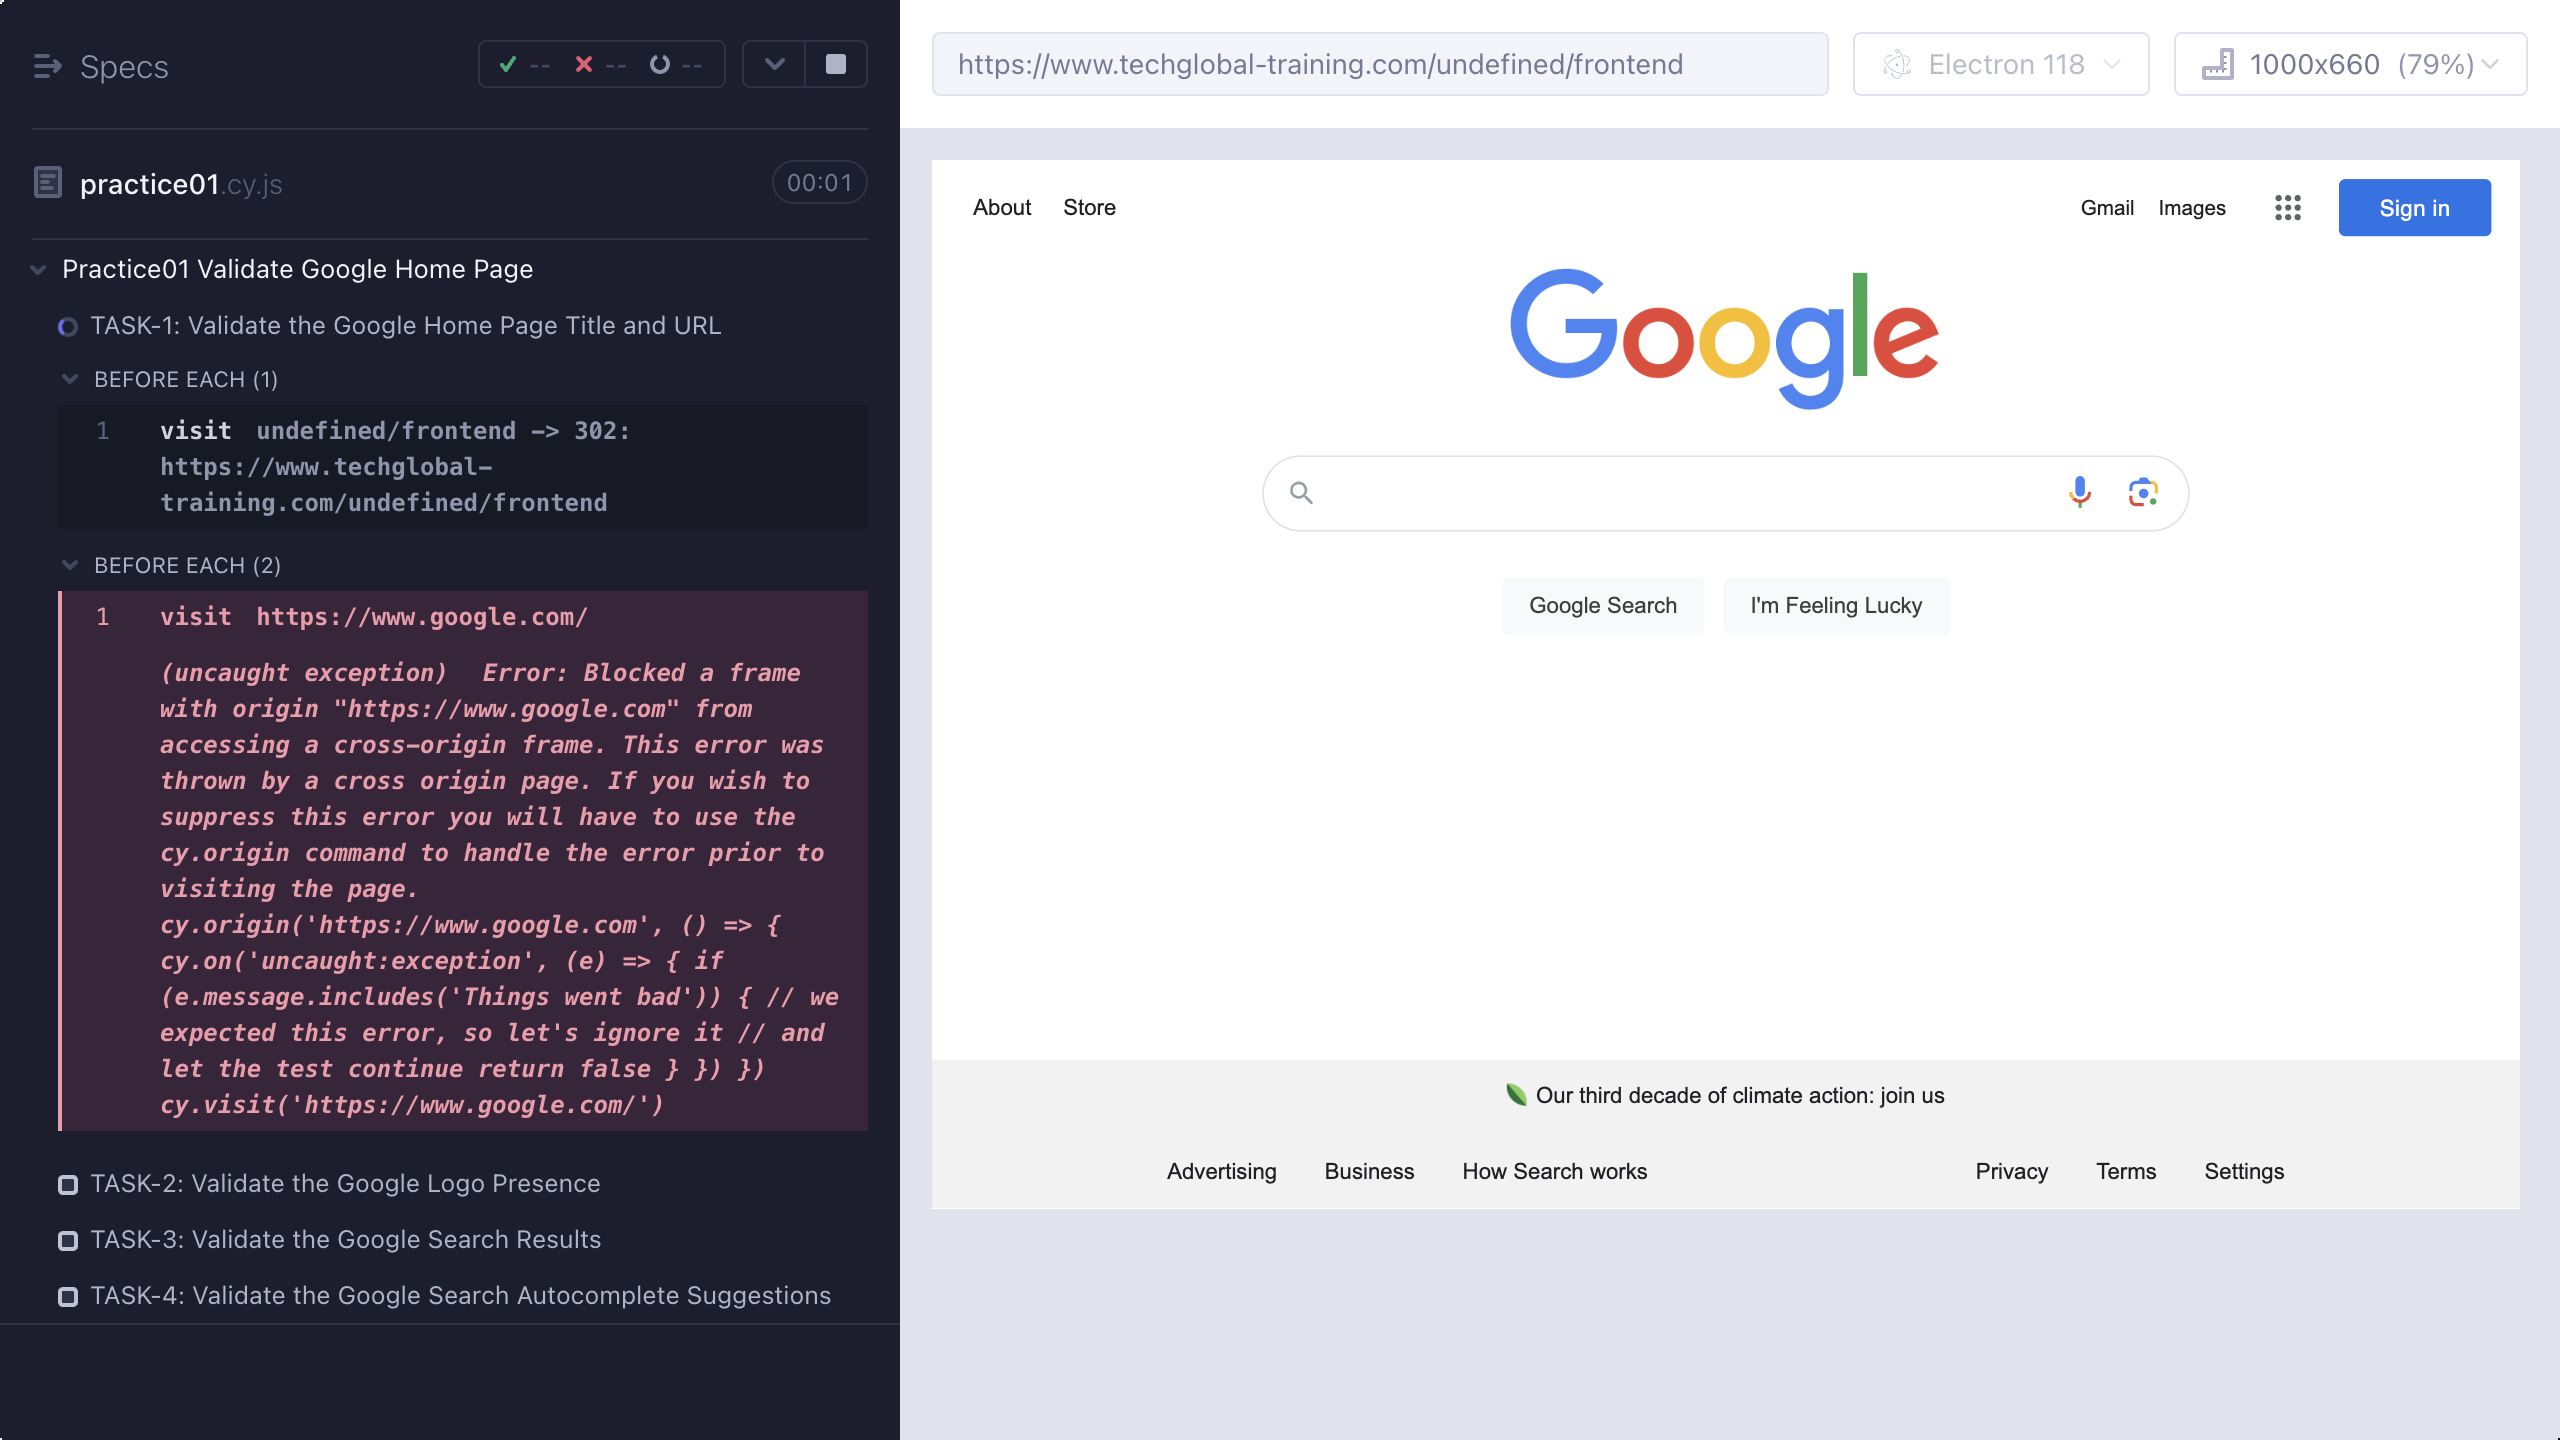 Specs
-- -- --
practice01.cy.js
00:01
Practice01 Validate Google Home Page
TASK-1: Validate the Google Home Page Title and URL
BEFORE EACH (1)
1 visit undefined/frontend -> 302:
https://www.techglobal-
training.com/undefined/frontend
BEFORE EACH (2)
1 visit https://www.google.com/
(uncaught exception) Error: Blocked a frame
with origin "https://www.google.com" from
accessing a cross-origin frame. This error was
thrown by a cross origin page. If you wish to
suppress this error you will have to use the
cy.origin command to handle the error prior to
visiting the page.
cy.origin('https://www.google.com', () => {
cy.on('uncaught:exception', (e) => { if
(e.message.includes('Things went bad')) { // we
expected this error, so let's ignore it // and
let the test continue return false } }) })
cy.visit('https://www.google.com/')
TASK-2: Validate the Google Logo Presence
TASK-3: Validate the Google Search Results
TASK-4: Validate the Google Search Autocomplete Suggestions
https://www.techglobal-training.com/undefined/frontend
Electron 118
1000x660 (79%)
About Store
Gmail Images
Sign in
Google
Google Search
I'm Feeling Lucky
Our third decade of climate action: join us
Advertising Business How Search works
Privacy Terms Settings